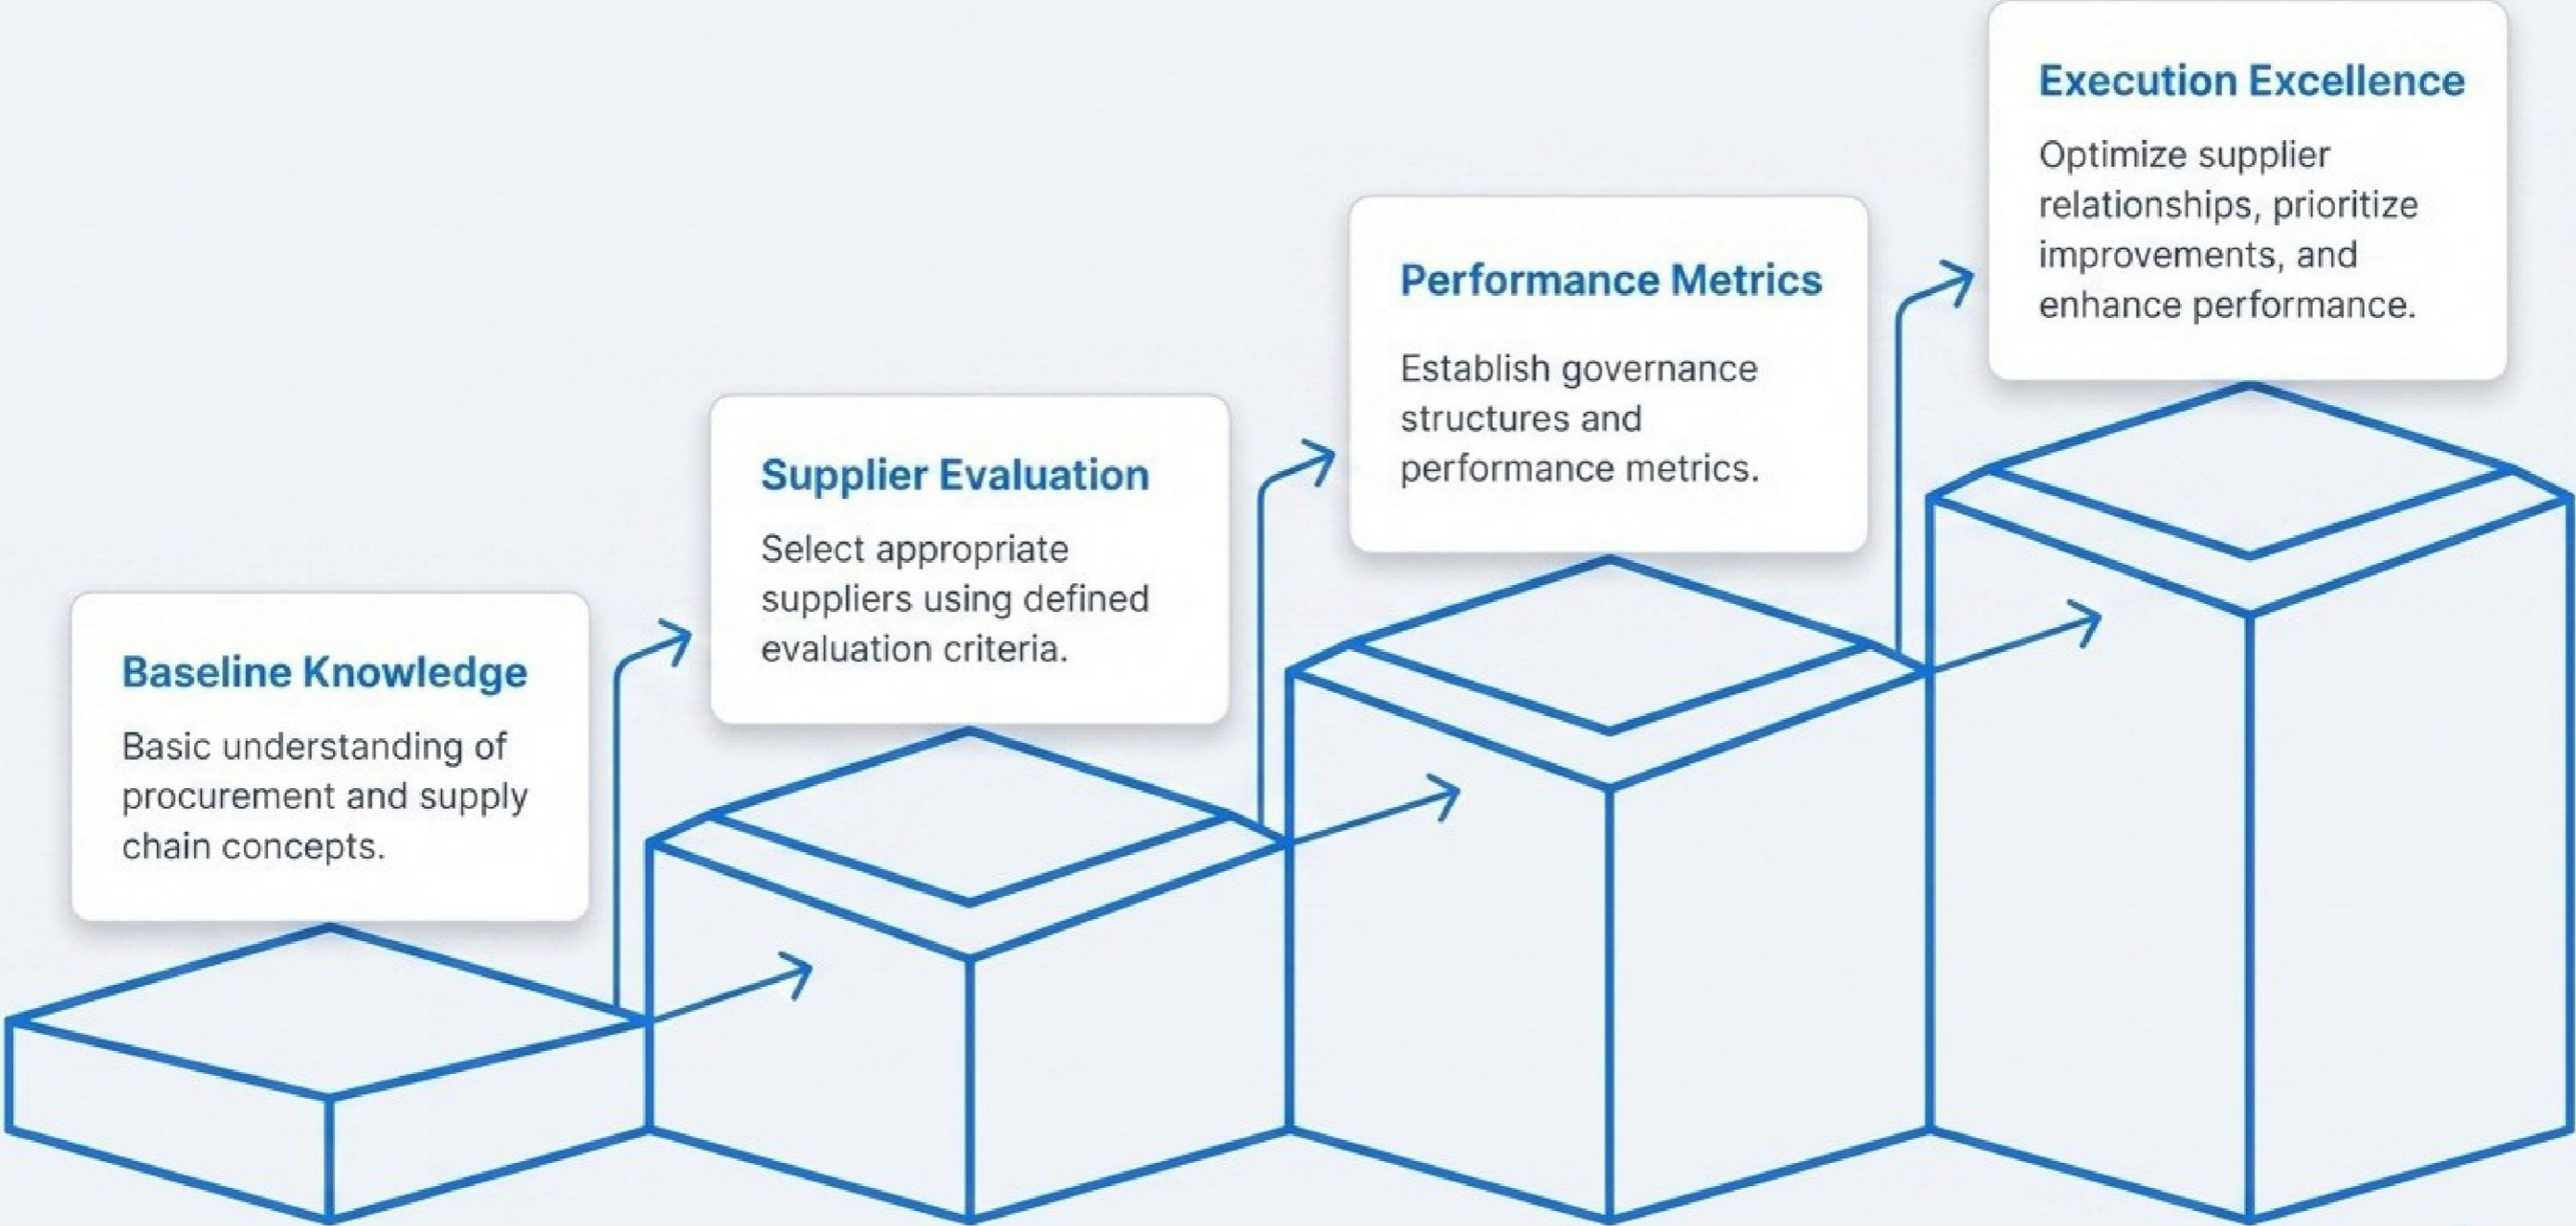 Baseline Knowledge
Basic understanding of
procurement and supply
chain concepts.
Supplier Evaluation
Select appropriate
suppliers using defined
evaluation criteria.
Performance Metrics
Establish governance
structures and
performance metrics.
Execution Excellence
Optimize supplier
relationships, prioritize
improvements, and
enhance performance.